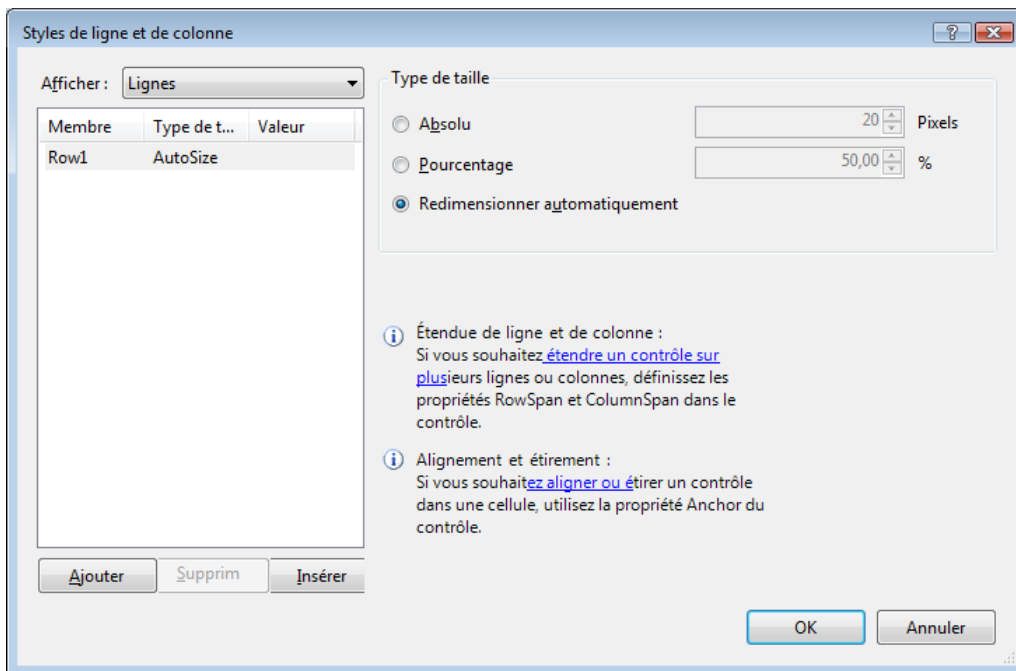 Styles de ligne et de colonne
Afficher :
Lignes
Membre Type de t... Valeur
Row1 AutoSize
Ajouter
Supprim
Insérer
Type de taille
Absolu
20
Pixels
Pourcentage
50,00
%
Redimensionner automatiquement
Étendue de ligne et de colonne :
Si vous souhaitez étendre un contrôle sur
plusieurs lignes ou colonnes, définissez les
propriétés RowSpan et ColumnSpan dans le
contrôle.
Alignement et étirement :
Si vous souhaitez aligner ou étirer un contrôle
dans une cellule, utilisez la propriété Anchor du
contrôle.
OK
Annuler